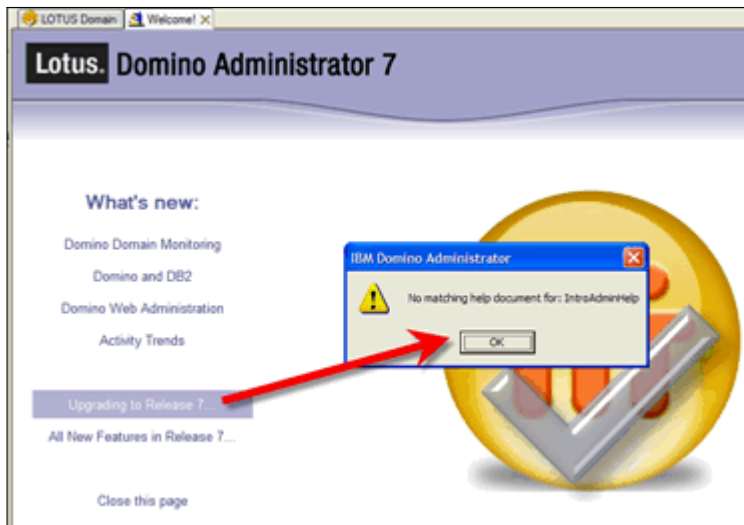 LOTUS Domain
Welcome!
Lotus. Domino Administrator 7
What's new:
Domino Domain Monitoring
Domino and DB2
Domino Web Administration
Activity Trends
Upgrading to Release 7...
All New Features in Release 7...
Close this page
IBM Domino Administrator
No matching help document for: IntroAdminHelp
OK